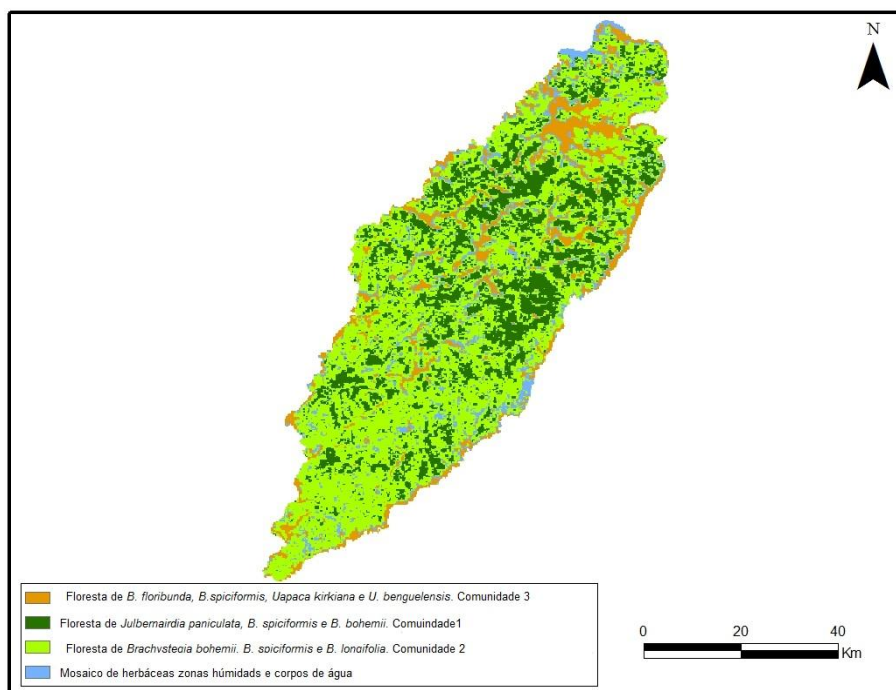 N
Floresta de B. floribunda, B.spiciformis, Uapaca kirkiana e U. benguelensis. Comunidade 3
Floresta de Julbernairdia paniculata, B. spiciformis e B. bohemii. Comuindade1
Floresta de Brachystegia bohemii. B. spiciformis e B. longifolia. Comunidade 2
Mosaico de herbáceas zonas húmidads e corpos de água
0 20 40
Km